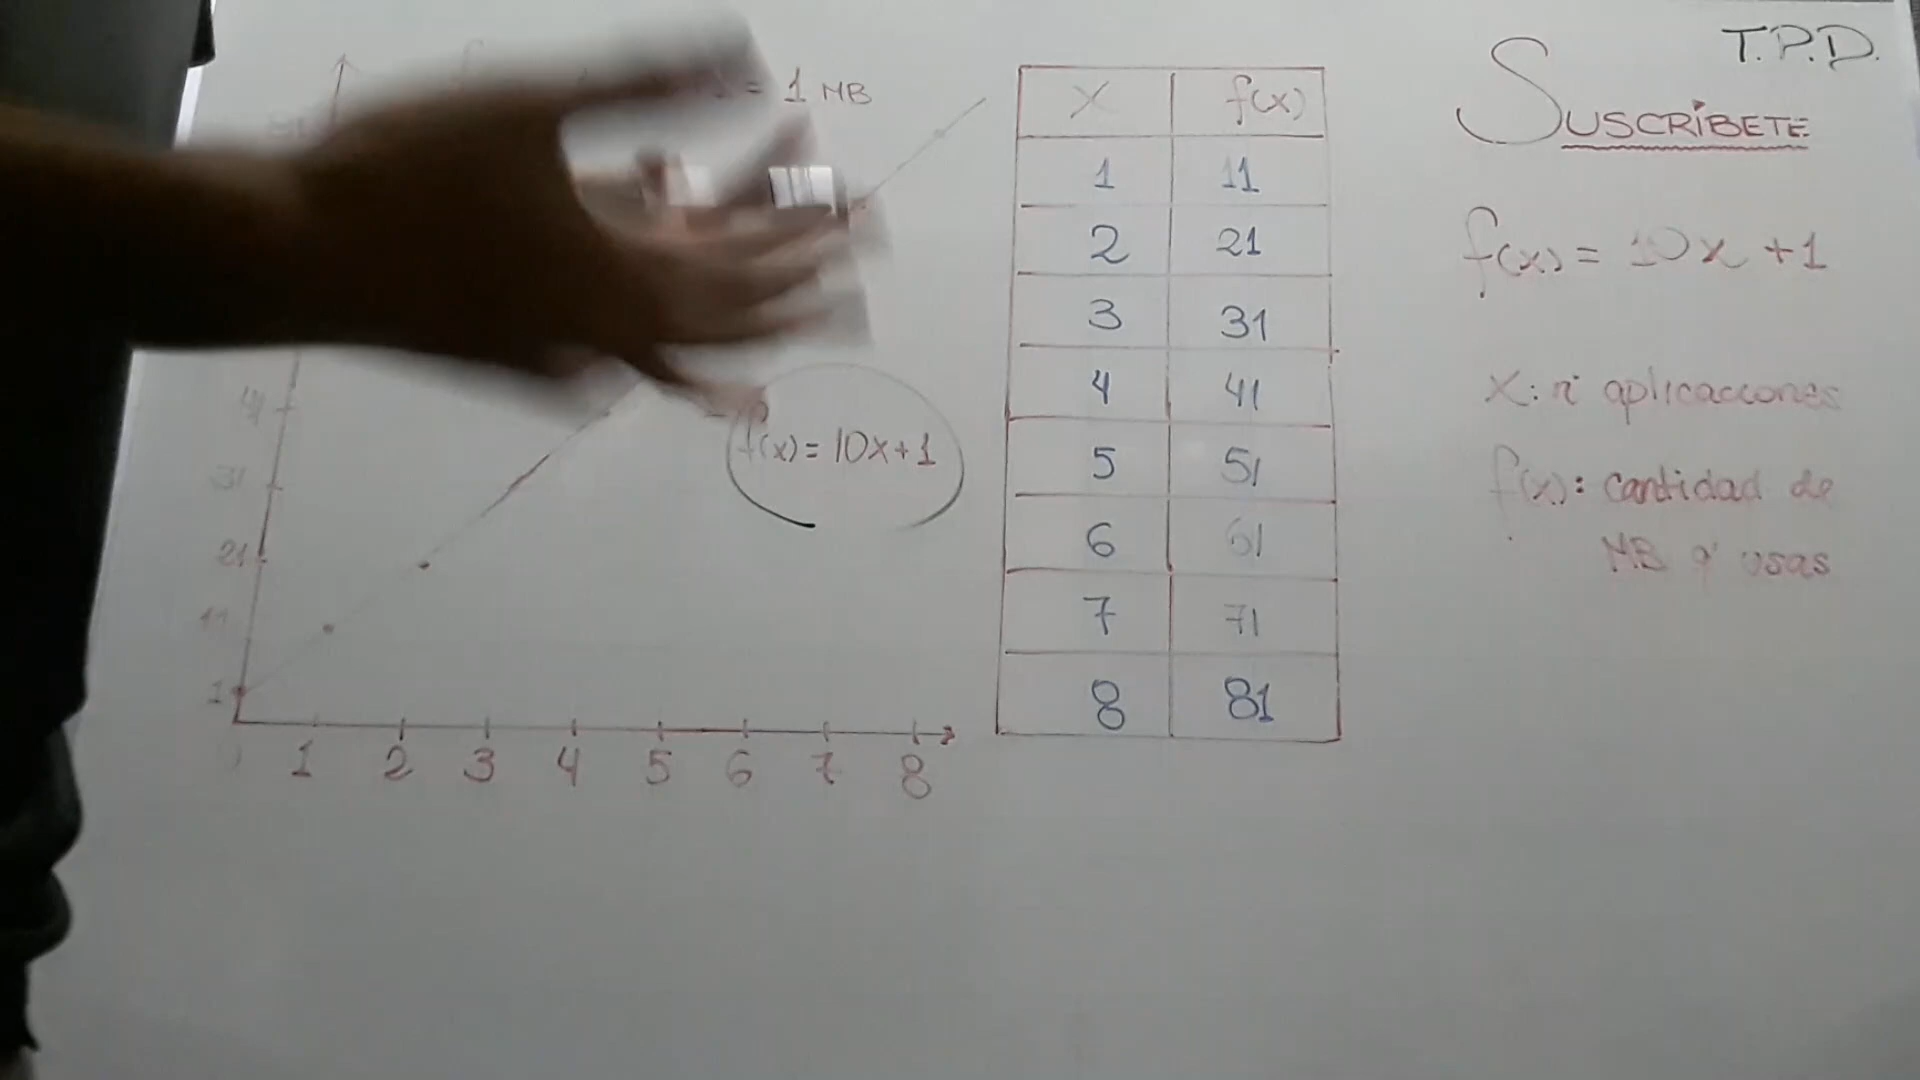 = 1 MB
41
31
21
11
1
1 2 3 4 5 6 7 8
f(x) = 10x+1
X f(x)
1 11
2 21
3 31
4 41
5 51
6 61
7 71
8 81
T.P.D.
SUSCRÍBETE
f(x) = 10x +1
X: nº aplicaciones
f(x): cantidad de
MB q' usas